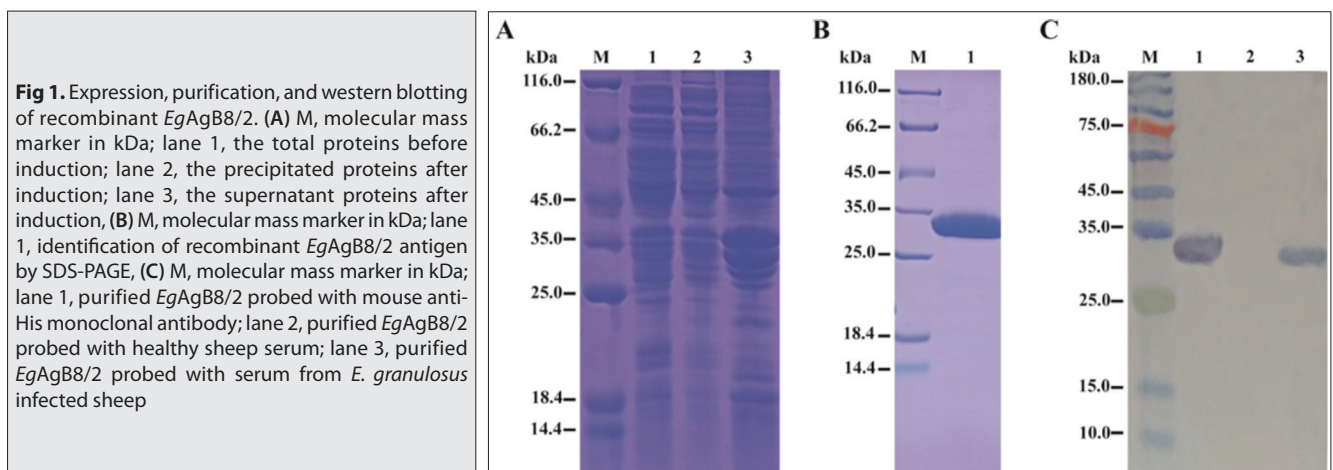 Fig 1. Expression, purification, and western blotting
of recombinant EgAgB8/2. (A) M, molecular mass
marker in kDa; lane 1, the total proteins before
induction; lane 2, the precipitated proteins after
induction; lane 3, the supernatant proteins after
induction, (B) M, molecular mass marker in kDa; lane
1, identification of recombinant EgAgB8/2 antigen
by SDS-PAGE, (C) M, molecular mass marker in kDa;
lane 1, purified EgAgB8/2 probed with mouse anti-
His monoclonal antibody; lane 2, purified EgAgB8/2
probed with healthy sheep serum; lane 3, purified
EgAgB8/2 probed with serum from E. granulosus
infected sheep
A
kDa M 1 2 3
116.0
66.2
45.0
35.0
25.0
18.4
14.4
B
kDa M 1
116.0
66.2
45.0
35.0
25.0
18.4
14.4
C
kDa M 1 2 3
180.0
75.0
45.0
35.0
25.0
15.0
10.0